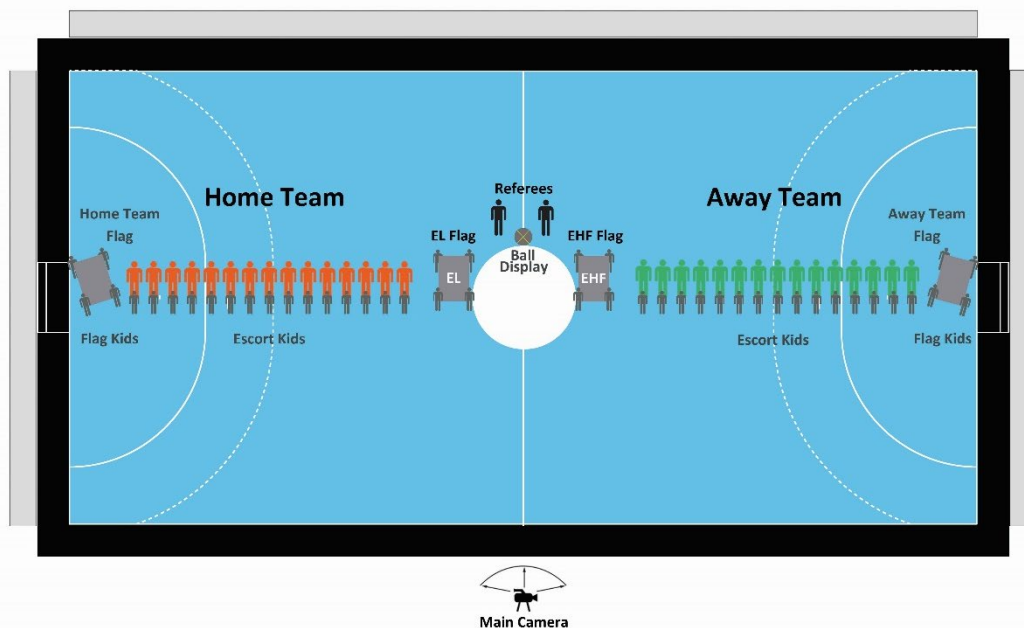 Referees
Home Team
Away Team
Home Team
Flag
Away Team
Flag
EL Flag
EHF Flag
Ball
Display
EL
EHF
Flag Kids
Escort Kids
Escort Kids
Flag Kids
Main Camera